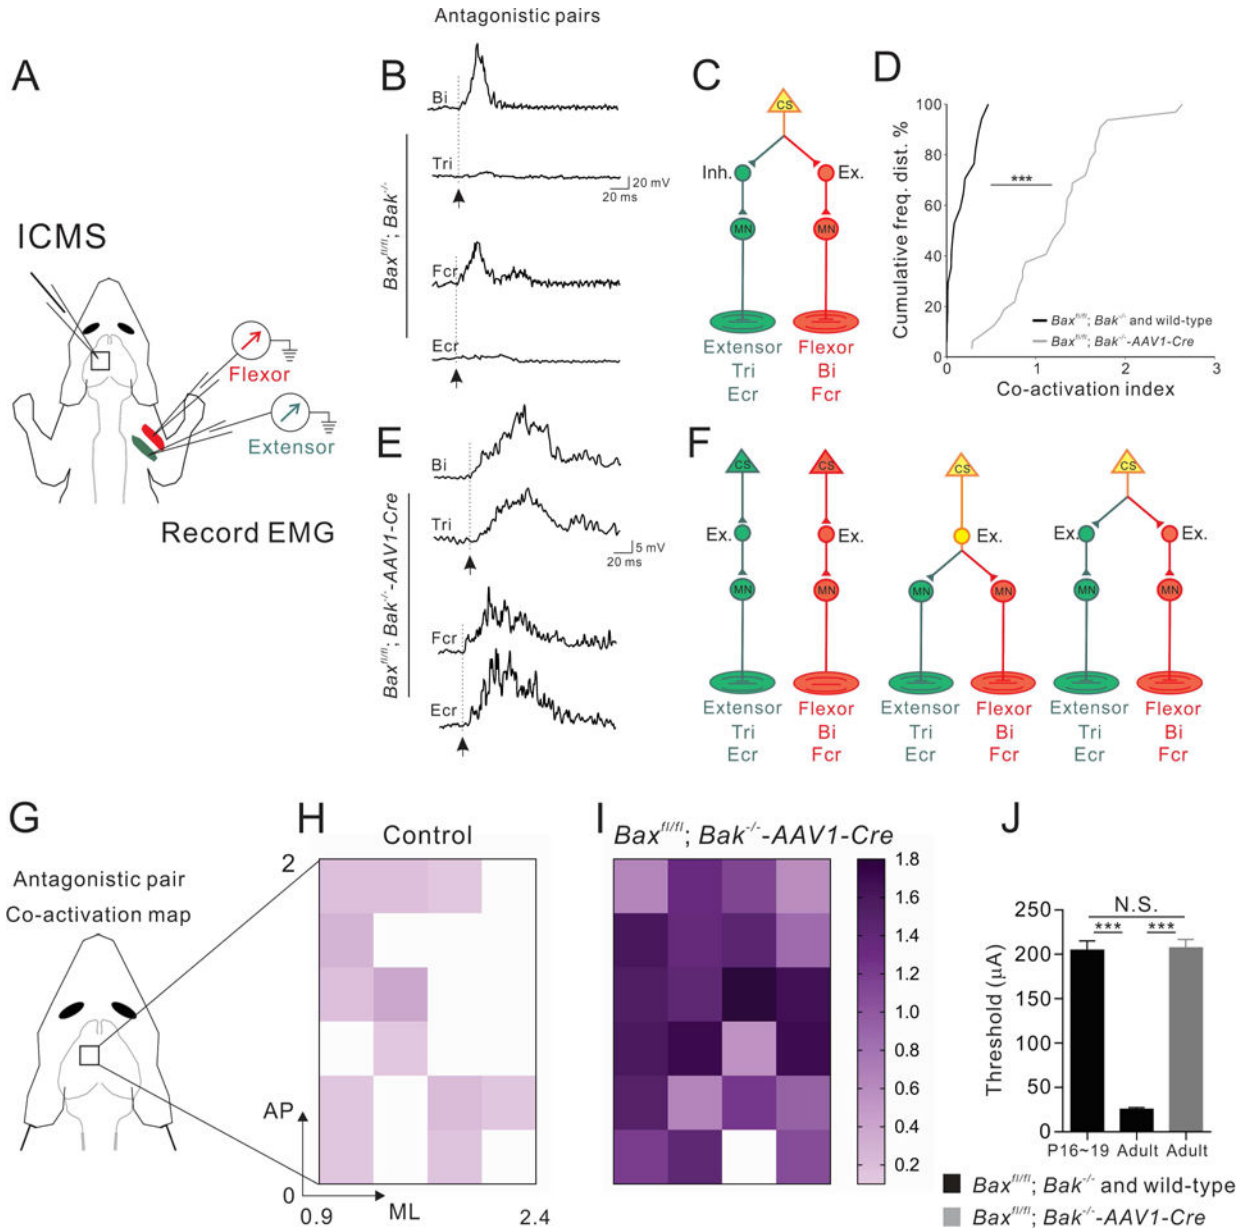 Antagonistic pairs
A
ICMS
Flexor
Extensor
Record EMG
B
Bax^fl/fl; Bak^-/-
Bi
Tri
20 mV
20 ms
Fcr
Ecr
C
CS
Inh.
Ex.
MN
MN
Extensor
Tri
Ecr
Flexor
Bi
Fcr
D
Cumulative freq. dist. %
100
80
60
40
20
0
***
Bax^fl/fl; Bak^-/- and wild-type
Bax^fl/fl; Bak^-/--AAV1-Cre
0
1
2
3
Co-activation index
E
Bax^fl/fl; Bak^-/--AAV1-Cre
Bi
Tri
5 mV
20 ms
Fcr
Ecr
F
CS
CS
CS
CS
Ex.
Ex.
Ex.
Ex.
Ex.
MN
MN
MN
MN
MN
MN
Extensor
Tri
Ecr
Flexor
Bi
Fcr
Extensor
Tri
Ecr
Flexor
Bi
Fcr
Extensor
Tri
Ecr
Flexor
Bi
Fcr
G
Antagonistic pair
Co-activation map
H
Control
2
AP
0
0.9
ML
2.4
I
Bax^fl/fl; Bak^-/--AAV1-Cre
1.8
1.6
1.4
1.2
1.0
0.8
0.6
0.4
0.2
J
N.S.
*** ***
Threshold (μA)
250
200
150
100
50
0
P16~19 Adult Adult
Bax^fl/fl; Bak^-/- and wild-type
Bax^fl/fl; Bak^-/--AAV1-Cre